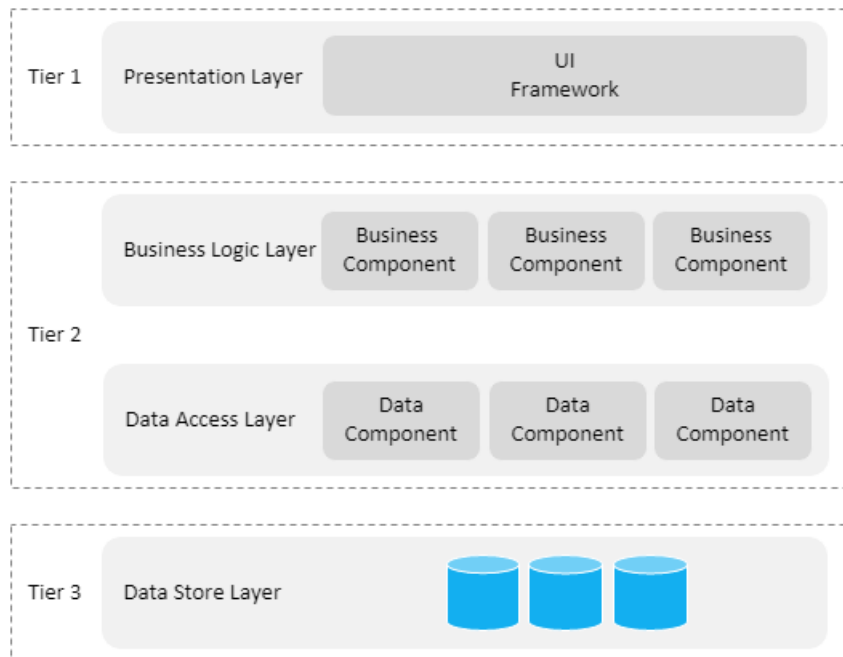 Tier 1
Presentation Layer
UI
Framework
Tier 2
Business Logic Layer
Business
Component
Business
Component
Business
Component
Data Access Layer
Data
Component
Data
Component
Data
Component
Tier 3
Data Store Layer